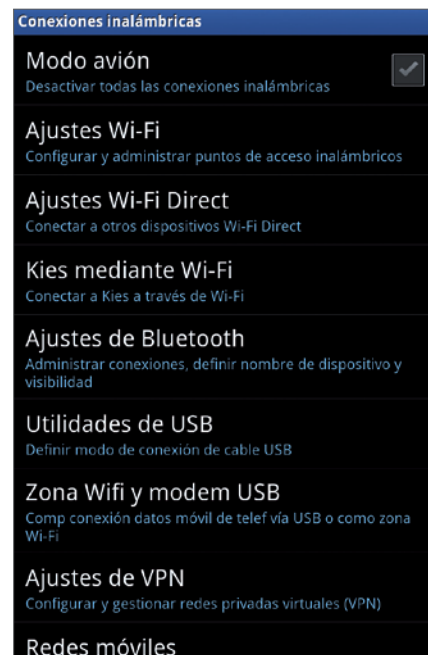 Conexiones inalámbricas
Modo avión
Desactivar todas las conexiones inalámbricas
Ajustes Wi-Fi
Configurar y administrar puntos de acceso inalámbricos
Ajustes Wi-Fi Direct
Conectar a otros dispositivos Wi-Fi Direct
Kies mediante Wi-Fi
Conectar a Kies a través de Wi-Fi
Ajustes de Bluetooth
Administrar conexiones, definir nombre de dispositivo y
visibilidad
Utilidades de USB
Definir modo de conexión de cable USB
Zona Wifi y modem USB
Comp conexión datos móvil de telef vía USB o como zona
Wi-Fi
Ajustes de VPN
Configurar y gestionar redes privadas virtuales (VPN)
Redes móviles